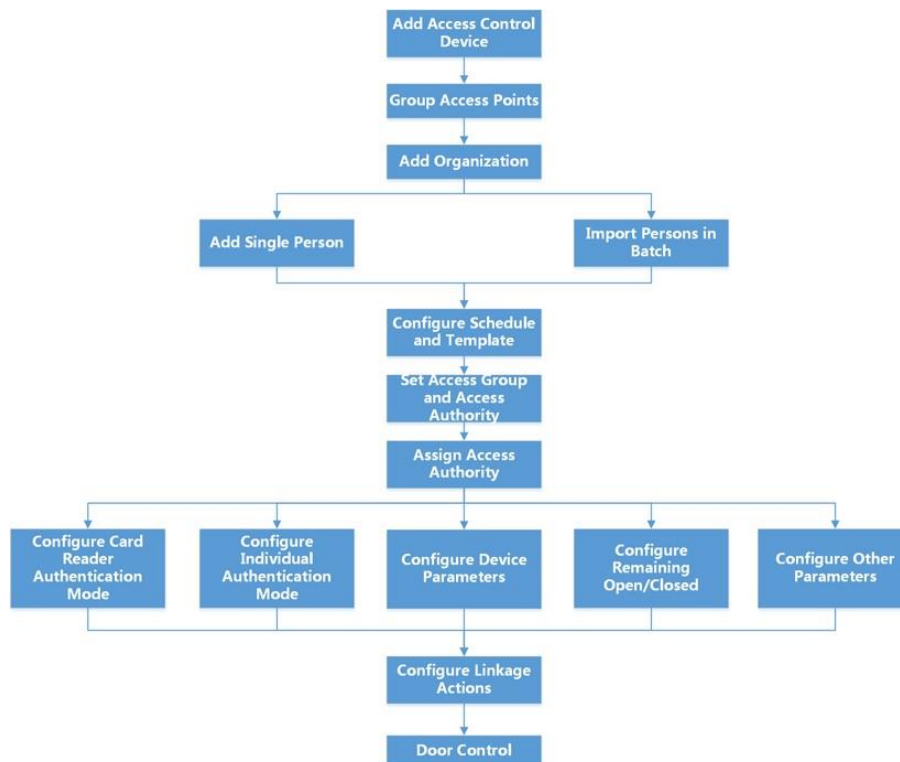 Add Access Control
Device
Group Access Points
Add Organization
Add Single Person
Import Persons in
Batch
Configure Schedule
and Template
Set Access Group
and Access
Authority
Assign Access
Authority
Configure Card
Reader
Authentication
Mode
Configure
Individual
Authentication
Mode
Configure Device
Parameters
Configure
Remaining
Open/Closed
Configure Other
Parameters
Configure Linkage
Actions
Door Control